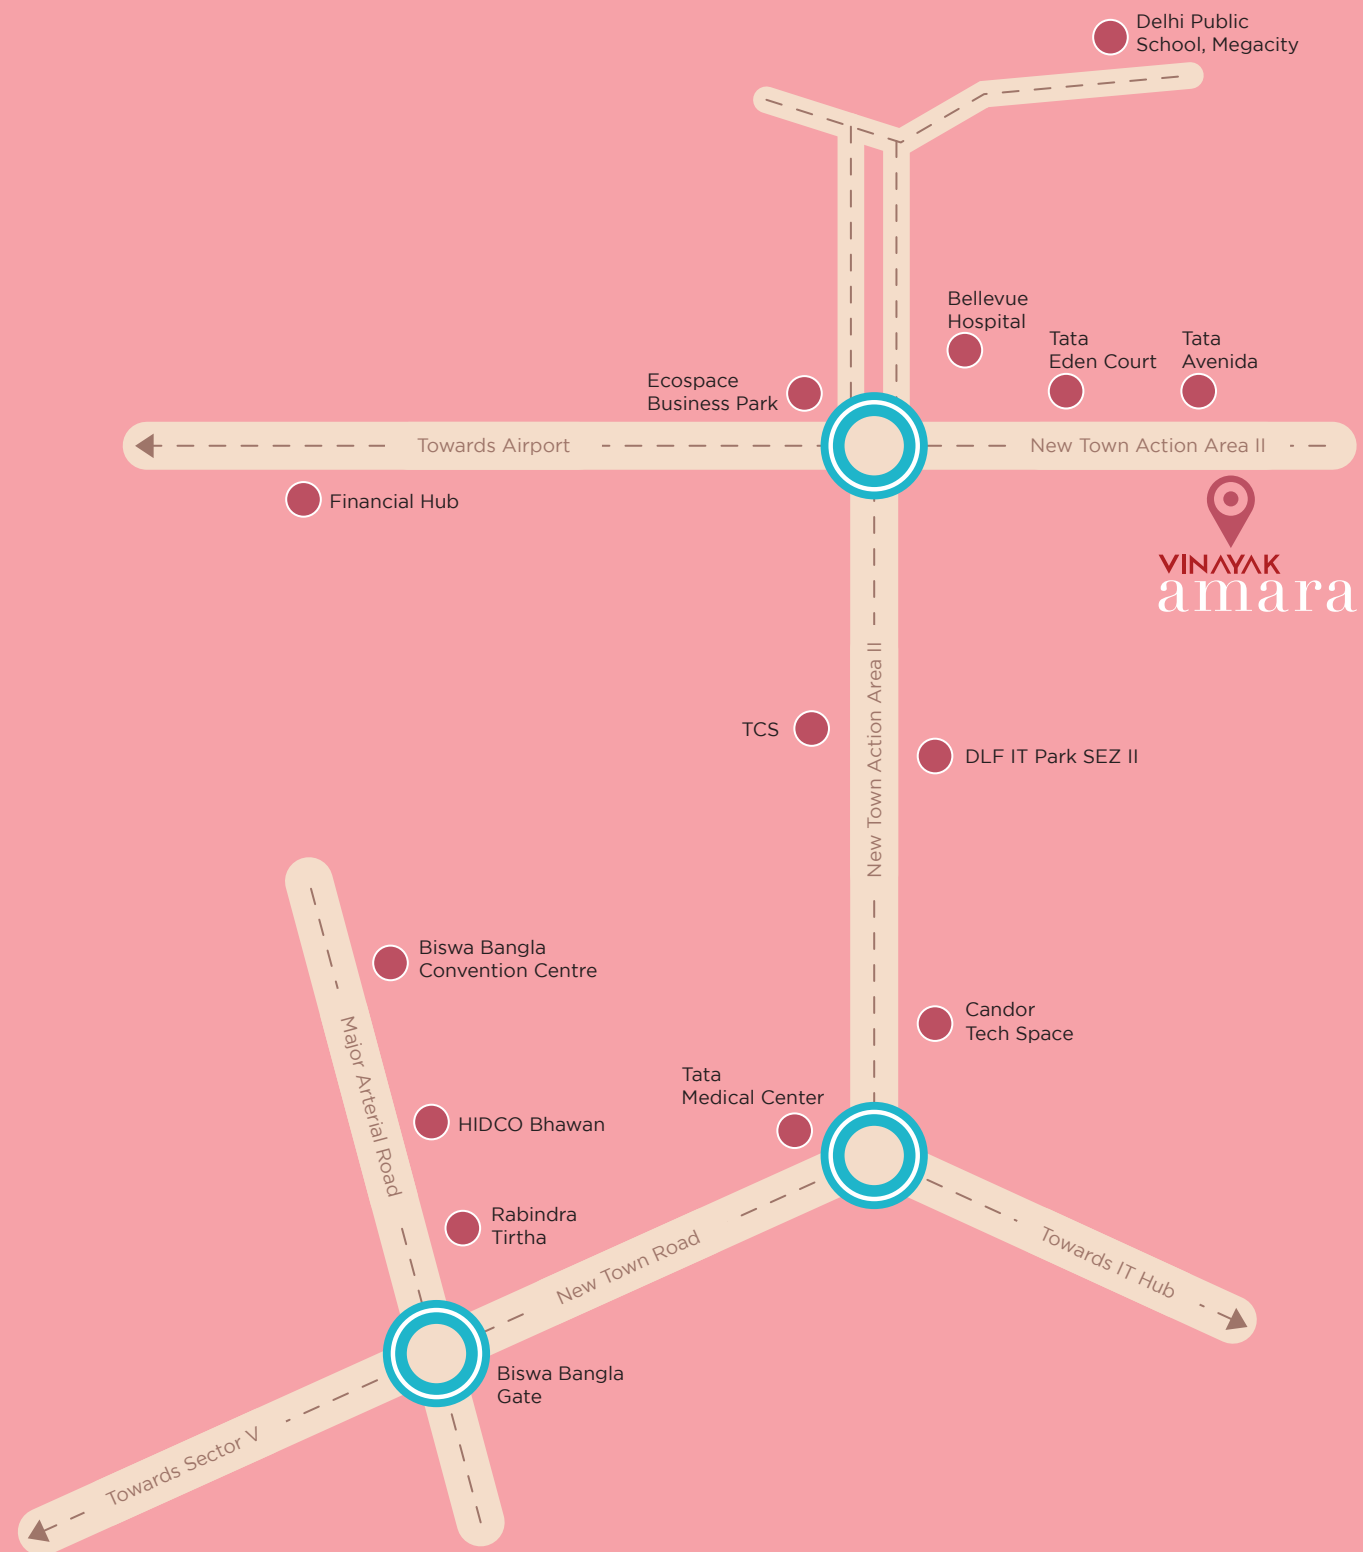 Delhi Public
School, Megacity
Bellevue
Hospital
Tata
Eden Court
Tata
Avenida
Ecospace
Business Park
Towards Airport
New Town Action Area II
Financial Hub
VINAYAK
amara
New Town Action Area II
TCS
DLF IT Park SEZ II
Biswa Bangla
Convention Centre
Major Arterial Road
Candor
Tech Space
Tata
Medical Center
HIDCO Bhawan
Rabindra
Tirtha
New Town Road
Towards IT Hub
Biswa Bangla
Gate
Towards Sector V